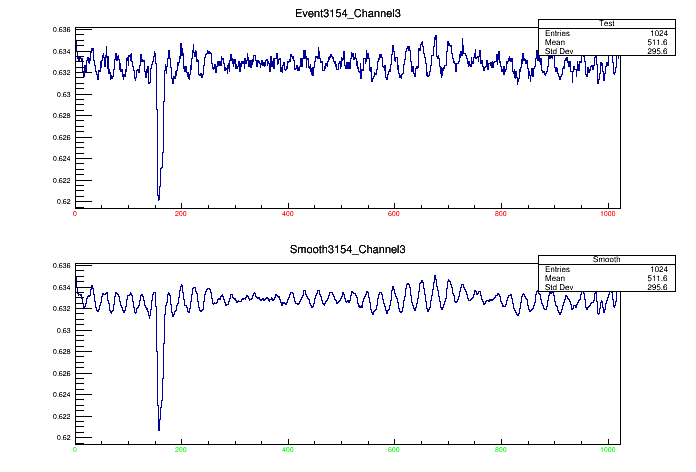 Event3154_Channel3
Test
Entries 1024
Mean 511.6
Std Dev 295.6
0.636
0.634
0.632
0.63
0.628
0.626
0.624
0.622
0.62
0 200 400 600 800 1000
Smooth3154_Channel3
Smooth
Entries 1024
Mean 511.6
Std Dev 295.6
0.636
0.634
0.632
0.63
0.628
0.626
0.624
0.622
0.62
0 200 400 600 800 1000